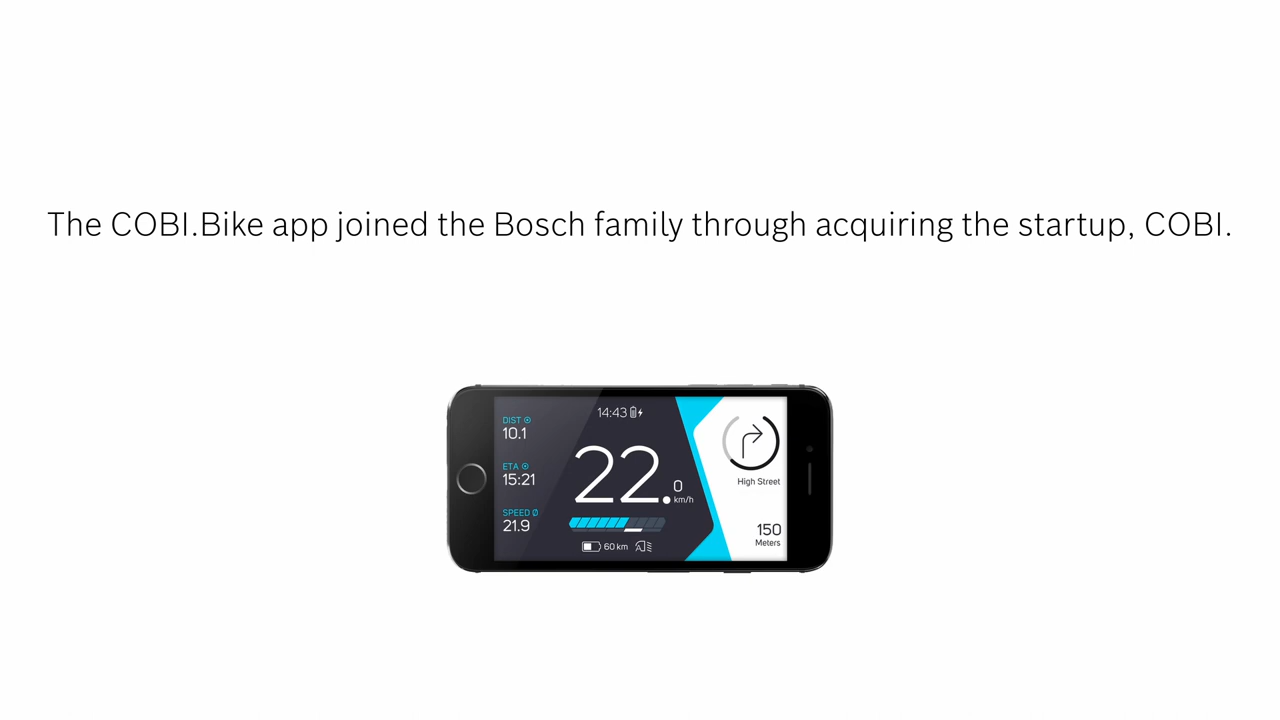 The COBI.Bike app joined the Bosch family through acquiring the startup, COBI.
14:43
DIST
10.1
ETA
15:21
SPEED Ø
21.9
22.0
km/h
60 km
High Street
150
Meters